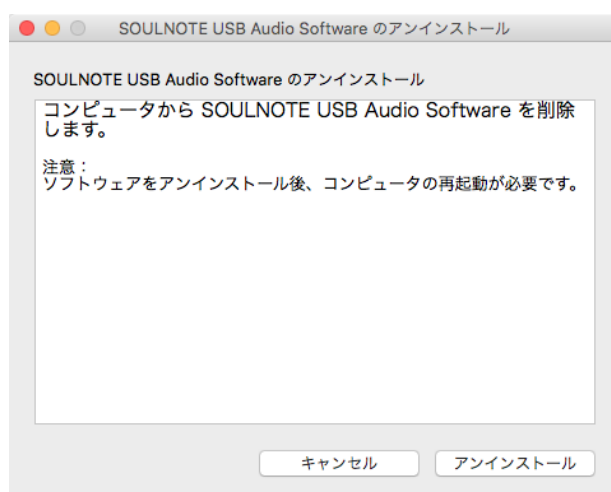 SOULNOTE USB Audio Software のアンインストール
SOULNOTE USB Audio Software のアンインストール
コンピュータから SOULNOTE USB Audio Software を削除
します。
注意：
ソフトウェアをアンインストール後、コンピュータの再起動が必要です。
キャンセル
アンインストール